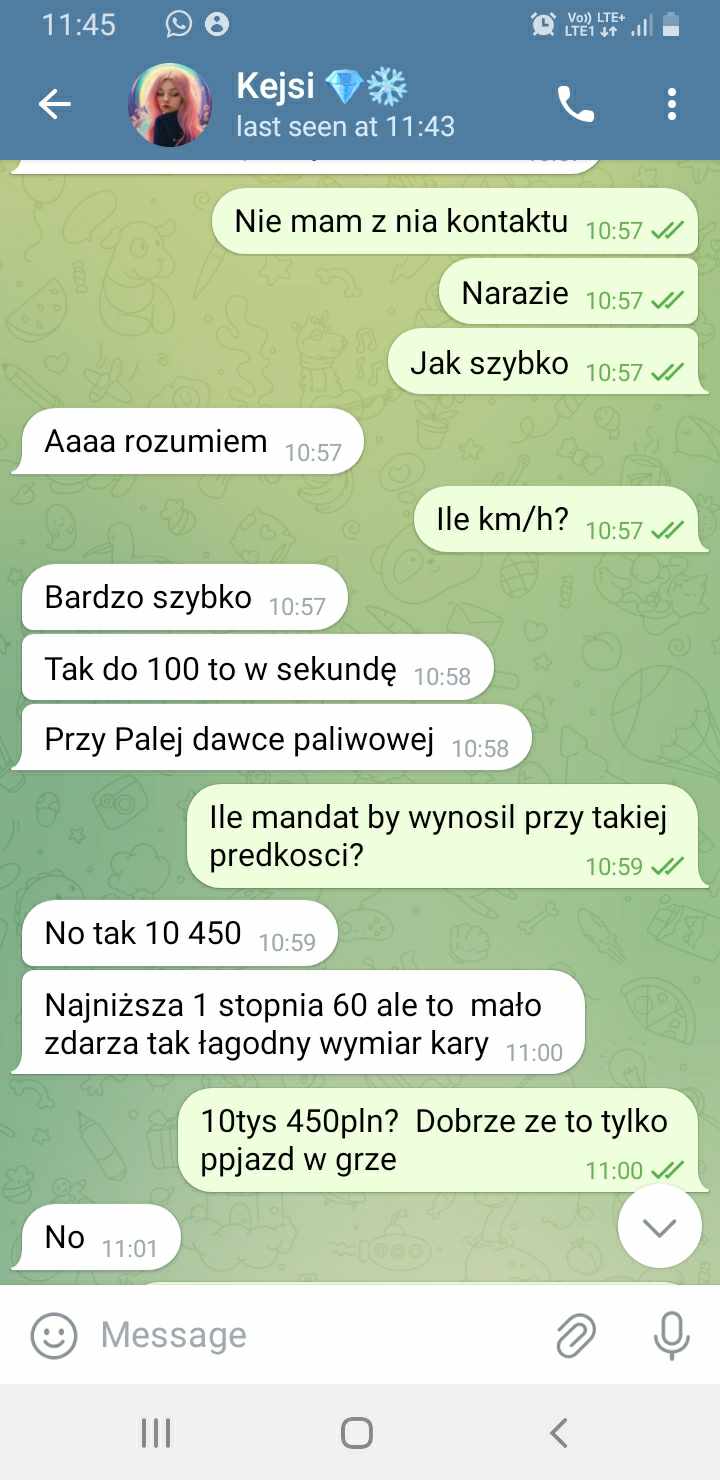 11:45
Vo) LTE+
LTE1
Kejsi
last seen at 11:43
Nie mam z nia kontaktu 10:57
Narazie 10:57
Jak szybko 10:57
Aaaa rozumiem 10:57
Ile km/h? 10:57
Bardzo szybko 10:57
Tak do 100 to w sekundę 10:58
Przy Palej dawce paliwowej 10:58
Ile mandat by wynosil przy takiej
predkosci? 10:59
No tak 10 450 10:59
Najniższa 1 stopnia 60 ale to mało
zdarza tak łagodny wymiar kary 11:00
10tys 450pln? Dobrze ze to tylko
ppjazd w grze 11:00
No 11:01
Message